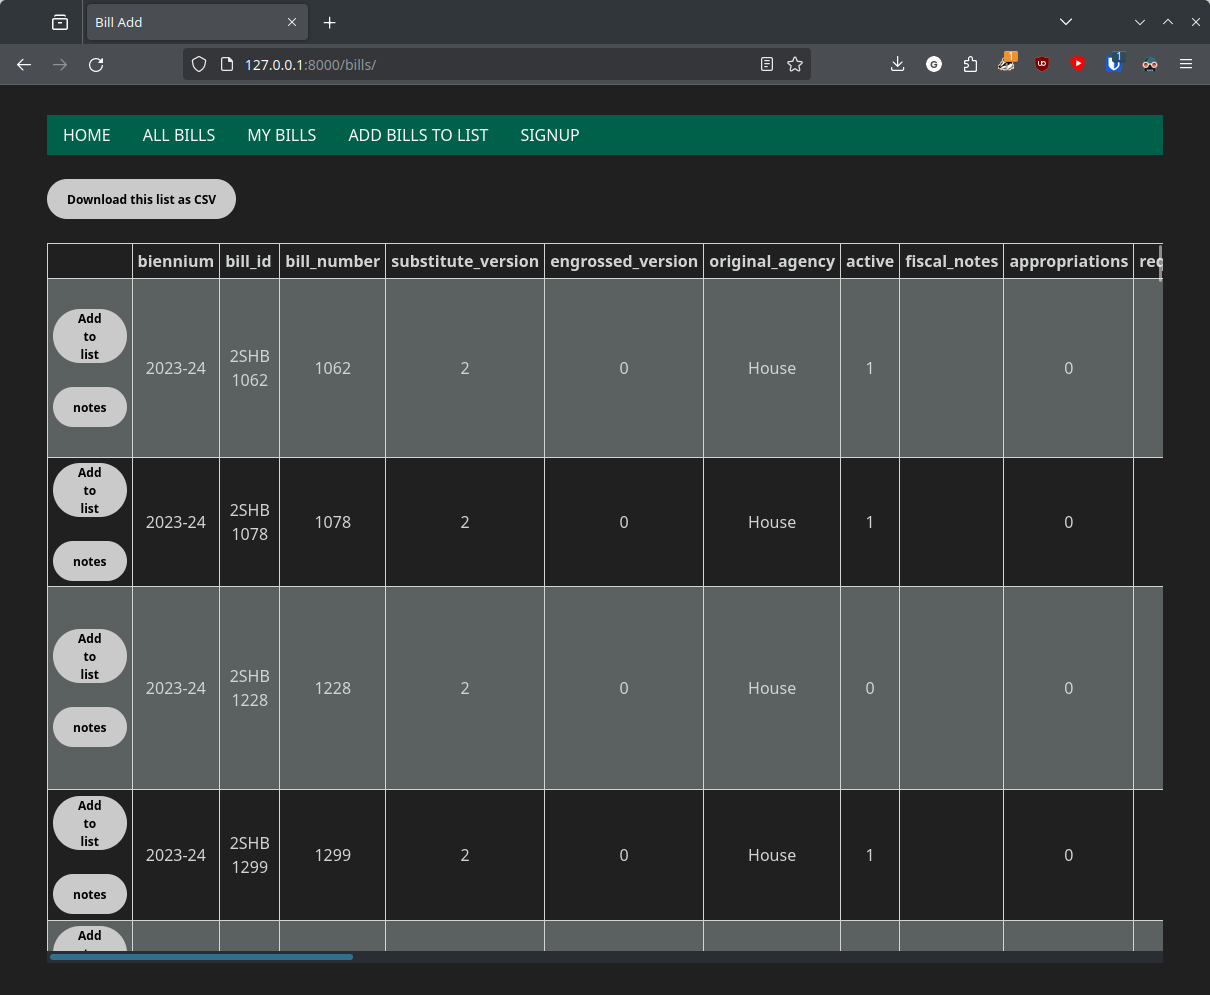 Bill Add
127.0.0.1:8000/bills/
G
1
UD
1
HOME ALL BILLS MY BILLS ADD BILLS TO LIST SIGNUP
Download this list as CSV
biennium bill_id bill_number substitute_version engrossed_version original_agency active fiscal_notes appropriations
Add
to
list
notes
2023-24
2SHB
1062
1062 2 0 House 1 0
Add
to
list
notes
2023-24
2SHB
1078
1078 2 0 House 1 0
Add
to
list
notes
2023-24
2SHB
1228
1228 2 0 House 0 0
Add
to
list
notes
2023-24
2SHB
1299
1299 2 0 House 1 0
Add